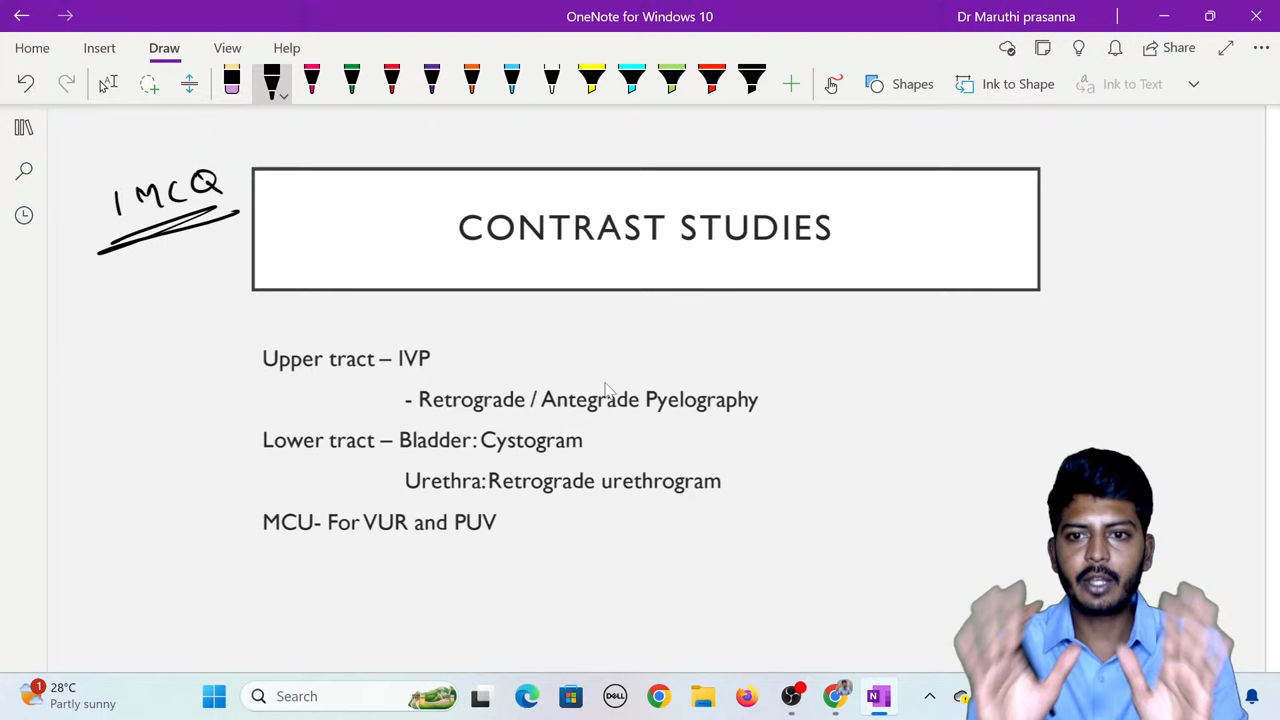 OneNote for Windows 10
Dr Maruthi prasanna
Home Insert Draw View Help
Share
Shapes
Ink to Shape
Ink to Text
1 MCQ
CONTRAST STUDIES
Upper tract – IVP
- Retrograde / Antegrade Pyelography
Lower tract – Bladder: Cystogram
Urethra: Retrograde urethrogram
MCU- For VUR and PUV
1
28°C
Partly sunny
Search
DELL